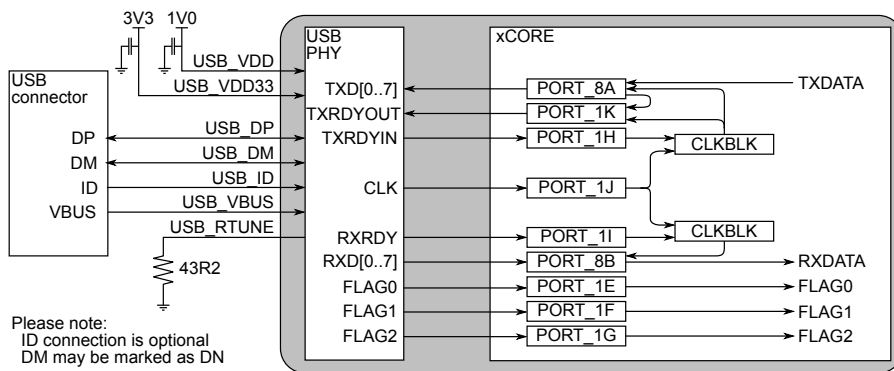 3V3 1V0
USB PHY
xCORE
USB_VDD
USB_VDD33
USB connector
TXD[0..7] PORT_8A TXDATA
TXRDYOUT PORT_1K
DP USB_DP TXRDYIN PORT_1H CLKBLK
DM USB_DM
ID USB_ID CLK PORT_1J
VBUS USB_VBUS
USB_RTUNE RXRDY PORT_1I CLKBLK
RXD[0..7] PORT_8B RXDATA
43R2
FLAG0 PORT_1E FLAG0
FLAG1 PORT_1F FLAG1
FLAG2 PORT_1G FLAG2
Please note:
ID connection is optional
DM may be marked as DN